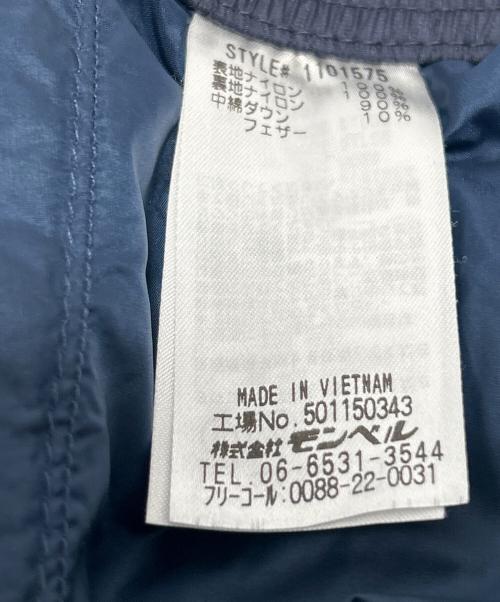 STYLE# 1101575
表地ナイロン 100%
裏地ナイロン 100%
中綿ダウン 90%
フェザー 10%
MADE IN VIETNAM
工場No.501150343
株式会社 モンベル
TEL.06-6531-3544
フリーコール:0088-22-0031